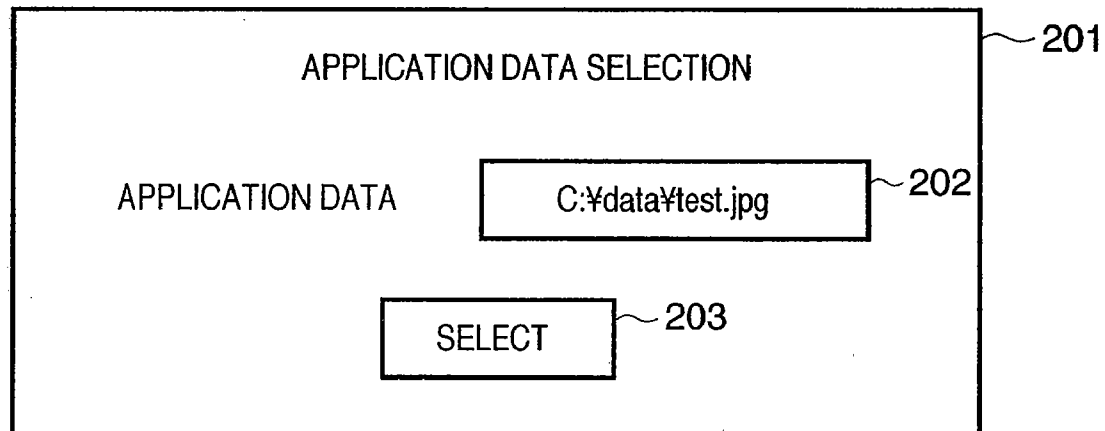 201
APPLICATION DATA SELECTION
APPLICATION DATA C:¥data¥test.jpg 202
SELECT 203